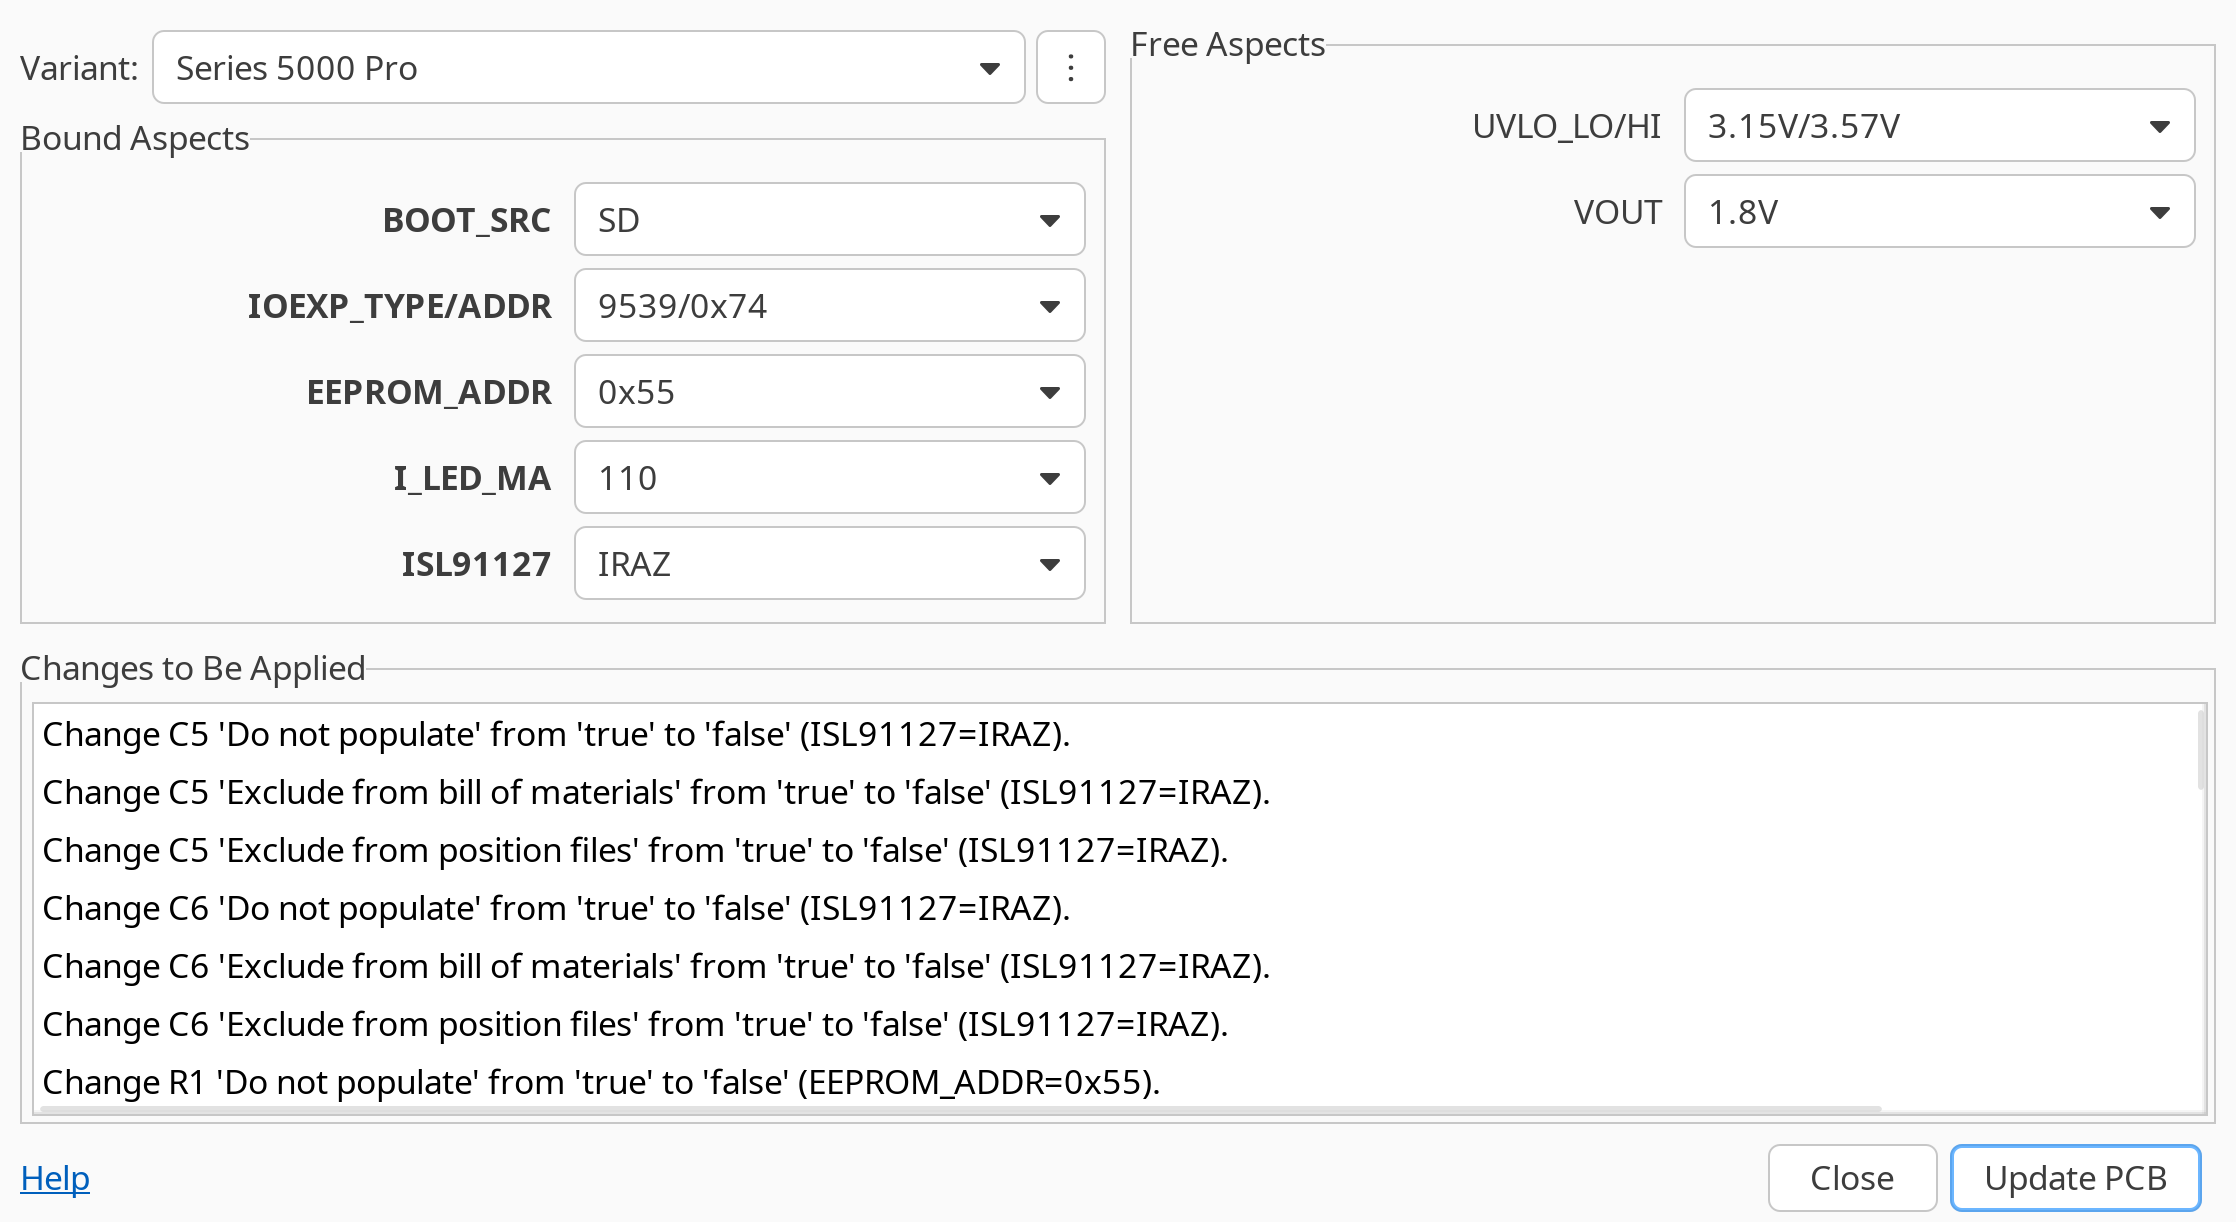 Variant: Series 5000 Pro
Bound Aspects
BOOT_SRC SD
IOEXP_TYPE/ADDR 9539/0x74
EEPROM_ADDR 0x55
I_LED_MA 110
ISL91127 IRAZ
Free Aspects
UVLO_LO/HI 3.15V/3.57V
VOUT 1.8V
Changes to Be Applied
Change C5 'Do not populate' from 'true' to 'false' (ISL91127=IRAZ).
Change C5 'Exclude from bill of materials' from 'true' to 'false' (ISL91127=IRAZ).
Change C5 'Exclude from position files' from 'true' to 'false' (ISL91127=IRAZ).
Change C6 'Do not populate' from 'true' to 'false' (ISL91127=IRAZ).
Change C6 'Exclude from bill of materials' from 'true' to 'false' (ISL91127=IRAZ).
Change C6 'Exclude from position files' from 'true' to 'false' (ISL91127=IRAZ).
Change R1 'Do not populate' from 'true' to 'false' (EEPROM_ADDR=0x55).
Help
Close
Update PCB